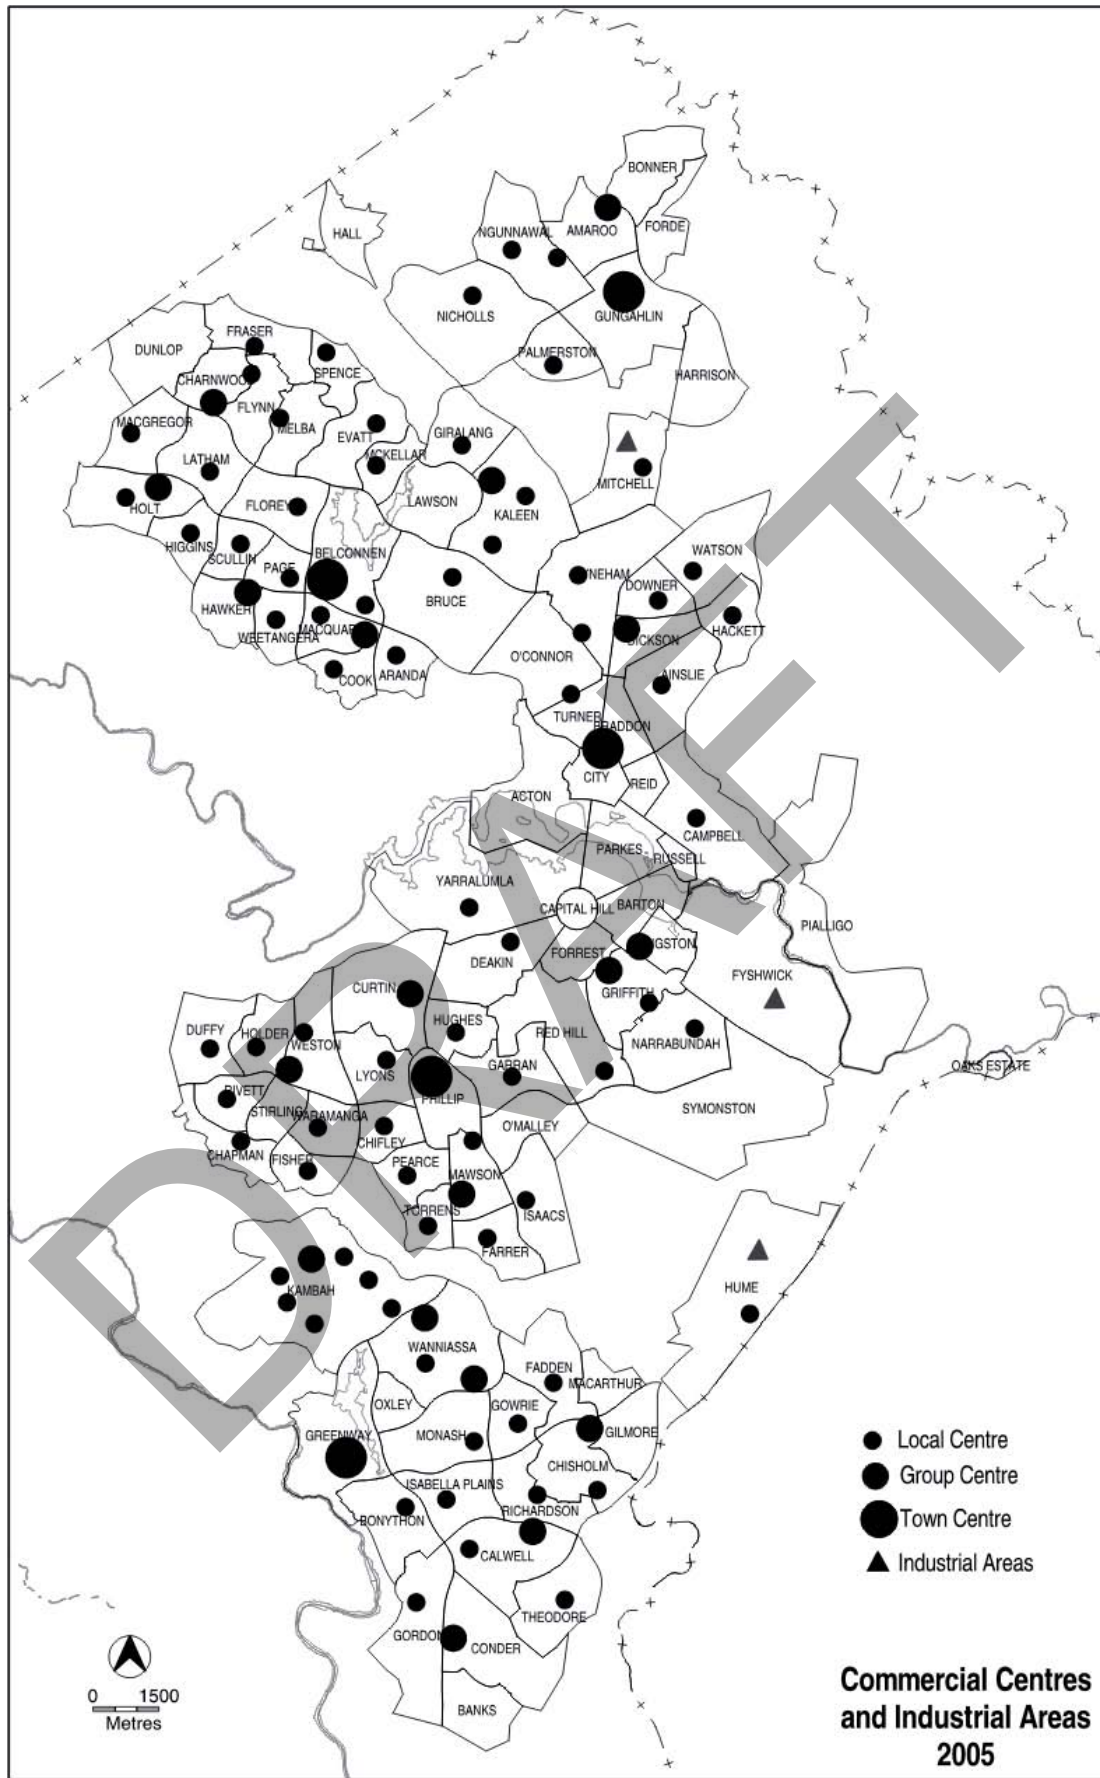 BONNER
HALL
NGUNNAWAL
AMAROO
FORDE
NICHOLLS
GUNGAHLIN
FRASER
DUNLOP
PALMERSTON
CHARNWOOD
SPENCE
HARRISON
FLYNN
MACGREGOR
MELBA
EVATT
GIRALANG
LATHAM
MCKELLAR
MITCHELL
HOLT
FLOREY
LAWSON
KALEEN
HIGGINS
SCULLIN
BELCONNEN
WATSON
PAGE
LYNEHAM
DOWNER
HAWKER
BRUCE
WEETANGERA
MACQUARIE
HACKETT
DICKSON
O'CONNOR
COOK
ARANDA
AINSLIE
TURNER
BRADDON
CITY
REID
ACTON
CAMPBELL
PARKES
RUSSELL
YARRALUMLA
CAPITAL HILL
BARTON
PIALLIGO
FORREST
KINGSTON
DEAKIN
FYSHWICK
CURTIN
GRIFFITH
DUFFY
HOLDER
HUGHES
RED HILL
WESTON
NARRABUNDAH
LYONS
GARRAN
OAKS ESTATE
RIVETT
PHILLIP
STIRLING
WARAMANGA
SYMONSTON
CHIFLEY
O'MALLEY
CHAPMAN
FISHER
PEARCE
MAWSON
TORRENS
ISAACS
FARRER
KAMBAH
HUME
WANNIASSA
FADDEN
MACARTHUR
OXLEY
GOWRIE
GREENWAY
MONASH
GILMORE
CHISHOLM
ISABELLA PLAINS
RICHARDSON
BONYTHON
CALWELL
THEODORE
GORDON
CONDER
BANKS
Local Centre
Group Centre
Town Centre
Industrial Areas
0 1500
Metres
Commercial Centres
and Industrial Areas
2005
DRAFT